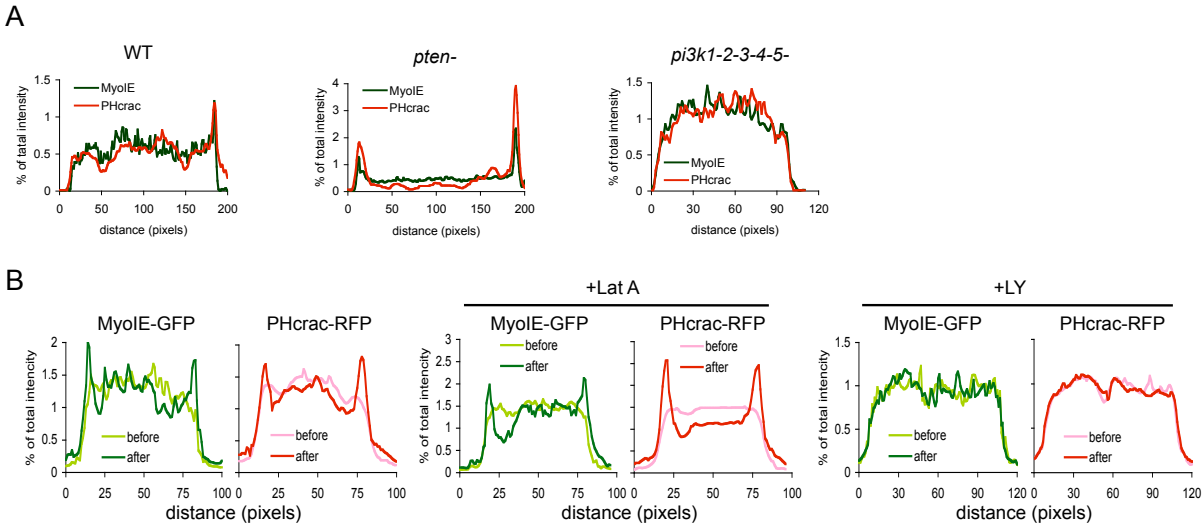 A
WT
pten-
pi3k1-2-3-4-5-
% of tatal intensity
1.5
1
0.5
0
MyoIE
PHcrac
0 50 100 150 200
distance (pixels)
% of total intensity
4
3
2
1
0
MyoIE
PHcrac
0 50 100 150 200
distance (pixels)
% of total intensity
1.5
1
0.5
0
MyoIE
PHcrac
0 30 60 90 120
distance (pixels)
B
+Lat A
+LY
MyoIE-GFP
PHcrac-RFP
MyoIE-GFP
PHcrac-RFP
MyoIE-GFP
PHcrac-RFP
% of total intencity
2
1.5
1
0.5
0
before
after
0 25 50 75
before
after
0 25 50 75 100
distance (pixels)
% of total intencity
3
2.5
2
1.5
1
0.5
0
before
after
0 25 50 75 100
before
after
0 25 50 75 100
distance (pixels)
% of total intencity
1.5
1
0.5
0
before
after
0 30 60 90 120
before
after
0 30 60 90 120
distance (pixels)